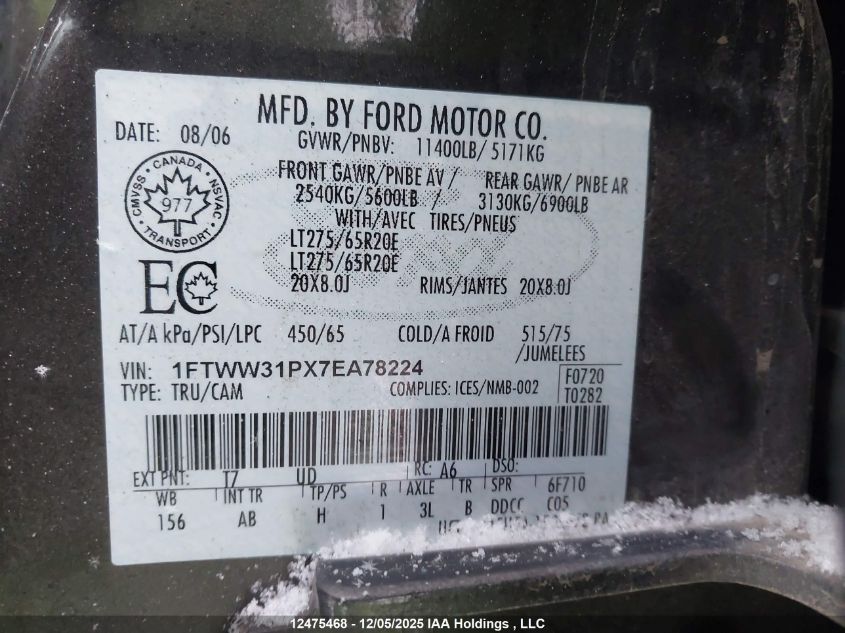 MFD. BY FORD MOTOR CO.
DATE: 08/06
GVWR/PNBV: 11400LB/ 5171KG
FRONT GAWR/PNBE AV / REAR GAWR/ PNBE AR
2540KG/5600LB / 3130KG/6900LB
WITH/AVEC TIRES/PNEUS
CANADA
CMVSS
977
NSVAC
TRANSPORT
LT275/65R20E
LT275/65R20E
20X8.0J RIMS/JANTES 20X8.0J
EC
AT/A kPa/PSI/LPC 450/65 COLD/A FROID 515/75
/JUMELEES
VIN: 1FTWW31PX7EA78224
F0720
TYPE: TRU/CAM COMPLIES: ICES/NMB-002
T0282
EXT PNT: T7 UD RC: A6 DSO:
WB INT TR TP/PS R AXLE TR SPR 6F710
156 AB H 1 3L B DDCC C05
12475468 - 12/05/2025 IAA Holdings , LLC